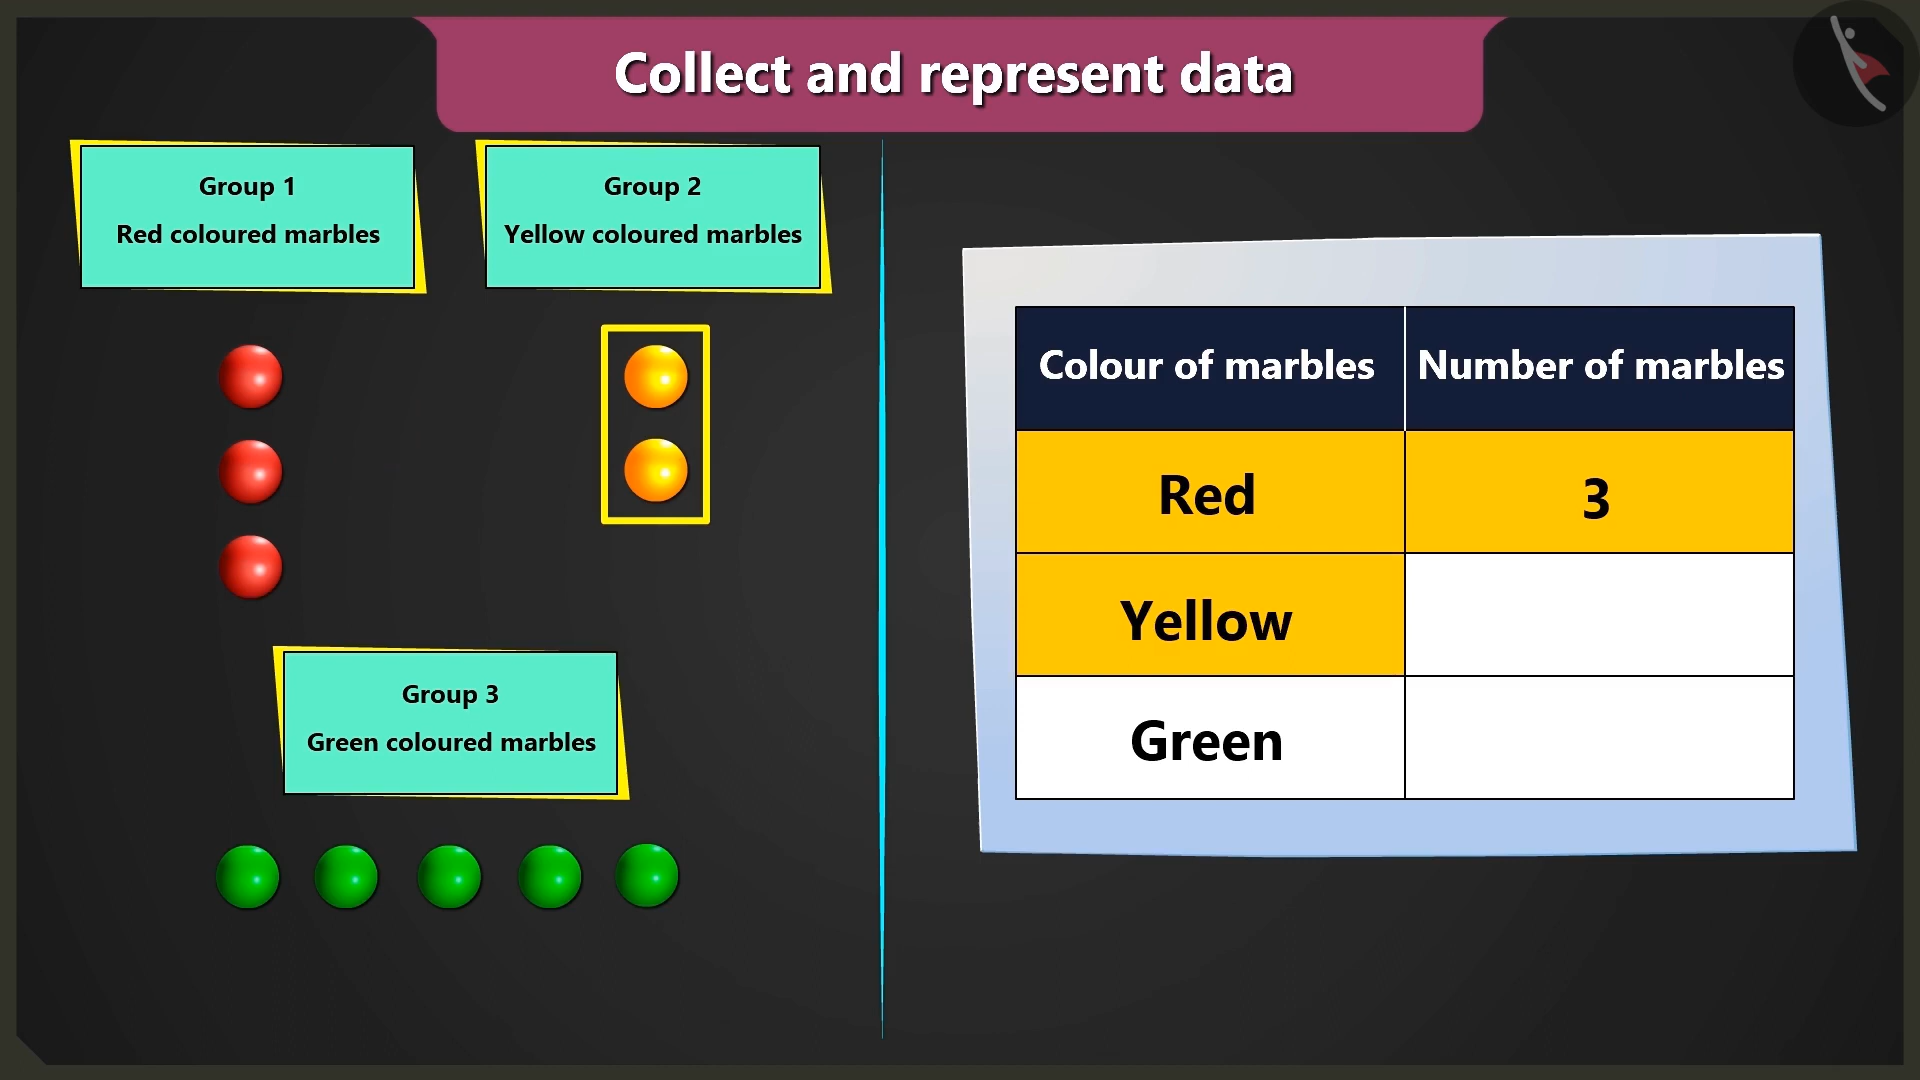 Collect and represent data
Group 1
Red coloured marbles
Group 2
Yellow coloured marbles
Group 3
Green coloured marbles
Colour of marbles
Number of marbles
Red
3
Yellow
Green